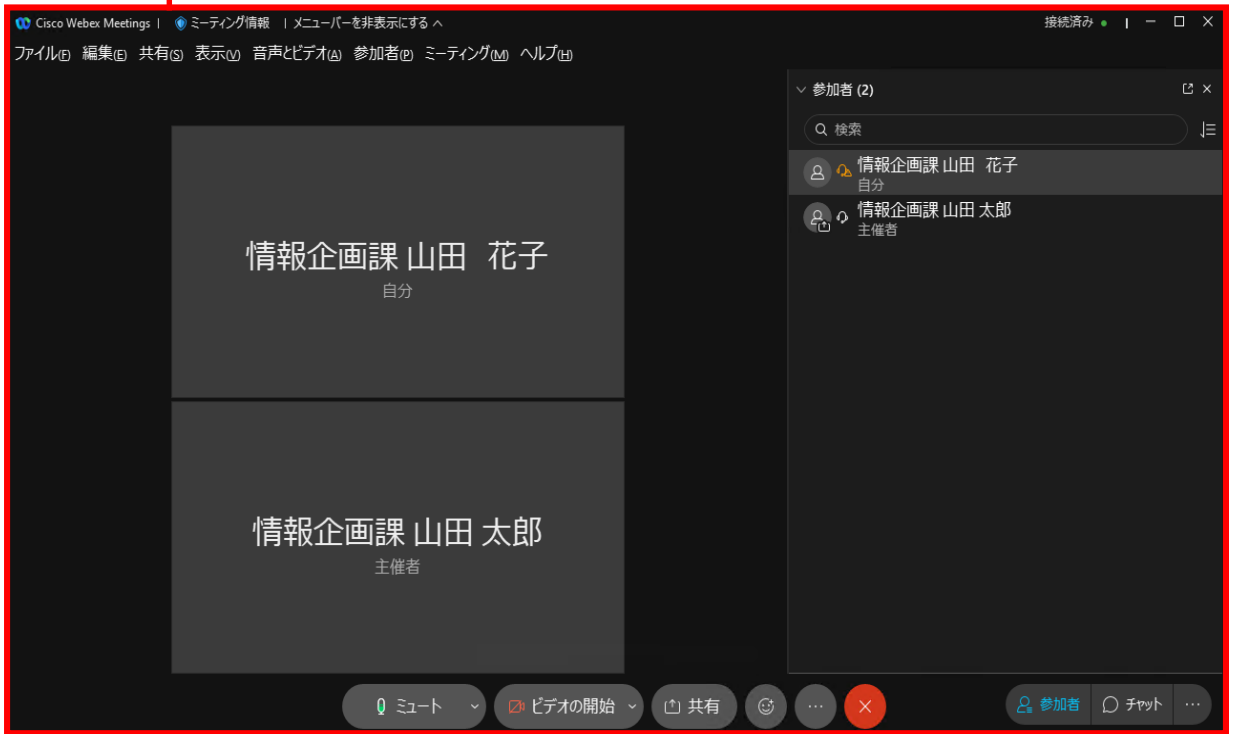 Cisco Webex Meetings | ミーティング情報 | メニューバーを非表示にする ヘ 接続済み
ファイル(F) 編集(E) 共有(S) 表示(V) 音声とビデオ(A) 参加者(P) ミーティング(M) ヘルプ(H)
参加者 (2)
検索
情報企画課 山田 花子
自分
情報企画課 山田 太郎
主催者
情報企画課 山田 花子
自分
情報企画課 山田 太郎
主催者
ミュート ビデオの開始 共有 参加者 チャット